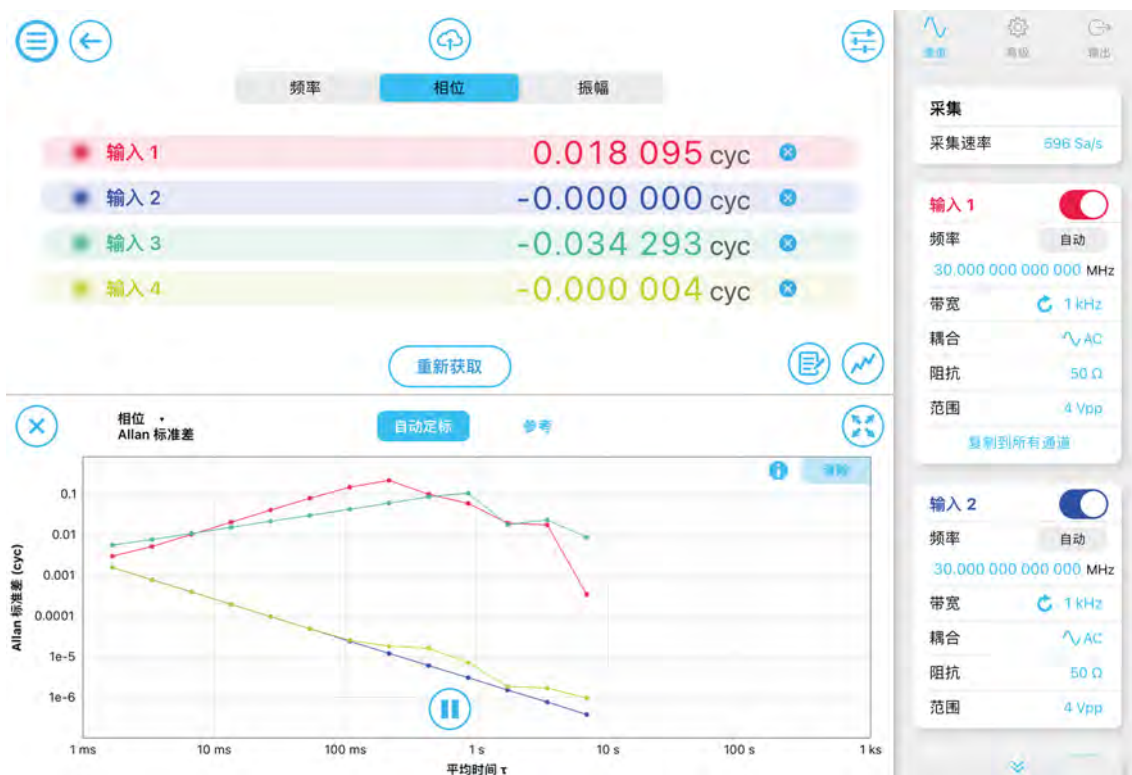 频率 相位 振幅
输入 1 0.018 095 cyc
输入 2 -0.000 000 cyc
输入 3 -0.034 293 cyc
输入 4 -0.000 004 cyc
重新获取
相位 ·
Allan 标准差
自动定标 参考
清除
Allan 标准差 (cyc)
0.1
0.01
0.001
0.0001
1e-5
1e-6
1 ms 10 ms 100 ms 1 s 10 s 100 s 1 ks
平均时间 τ
高级 输出
采集
采集速率 596 Sa/s
输入 1
频率 自动
30.000 000 000 000 MHz
带宽 1 kHz
耦合 AC
阻抗 50 Ω
范围 4 Vpp
复制到所有通道
输入 2
频率 自动
30.000 000 000 000 MHz
带宽 1 kHz
耦合 AC
阻抗 50 Ω
范围 4 Vpp